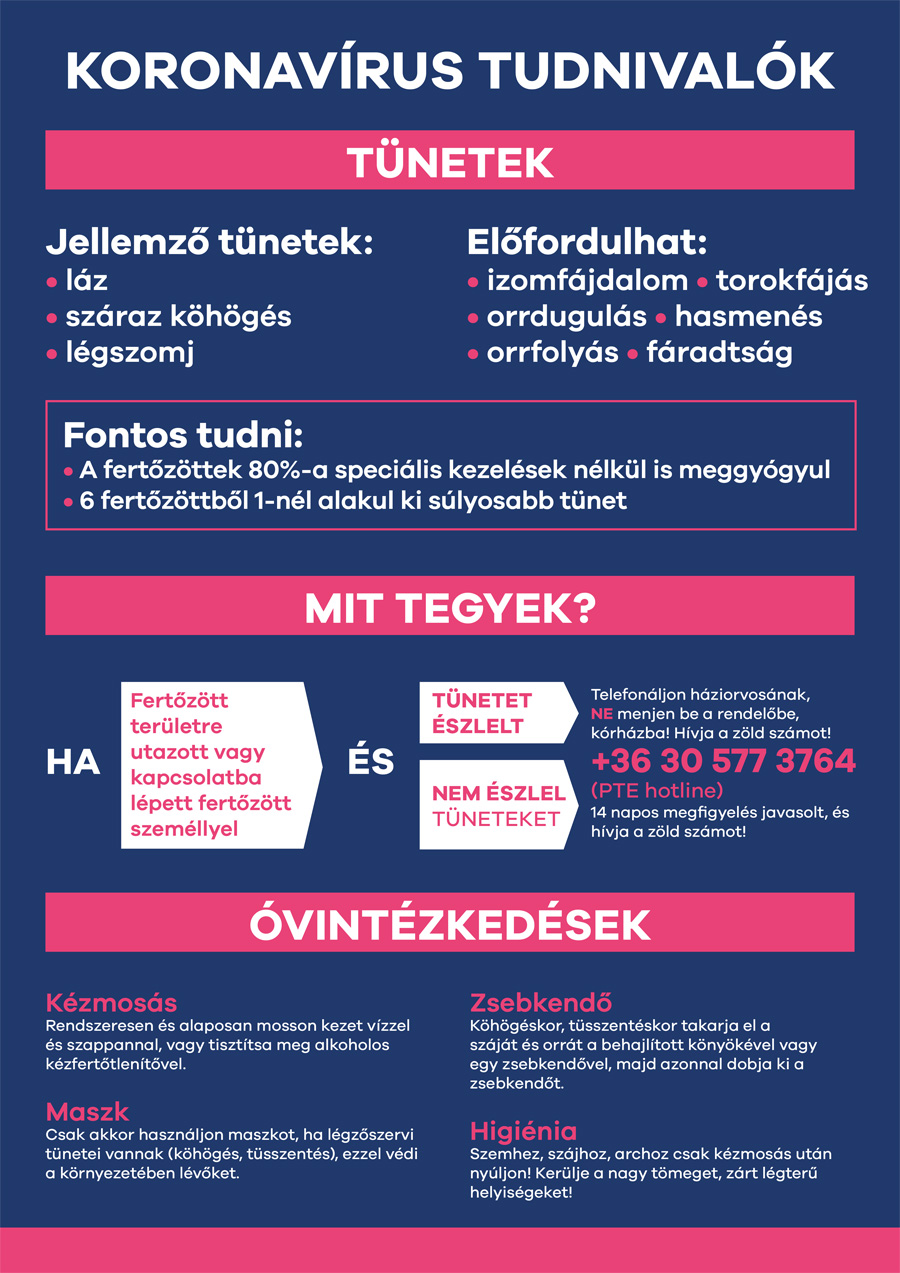 KORONAVÍRUS TUDNIVALÓK
TÜNETEK
Jellemző tünetek:
• láz
• száraz köhögés
• légszomj
Előfordulhat:
• izomfájdalom • torokfájás
• orrdugulás • hasmenés
• orrfolyás • fáradtság
Fontos tudni:
• A fertőzöttek 80%-a speciális kezelések nélkül is meggyógyul
• 6 fertőzöttből 1-nél alakul ki súlyosabb tünet
MIT TEGYEK?
HA
Fertőzött
területre
utazott vagy
kapcsolatba
lépett fertőzött
személlyel
ÉS
TÜNETET
ÉSZLELT
Telefonáljon háziorvosának,
NE menjen be a rendelőbe,
kórházba! Hívja a zöld számot!
+36 30 577 3764
(PTE hotline)
NEM ÉSZLEL
TÜNETEKET
14 napos megfigyelés javasolt, és
hívja a zöld számot!
ÓVINTÉZKEDÉSEK
Kézmosás
Rendszeresen és alaposan mosson kezet vízzel
és szappannal, vagy tisztítsa meg alkoholos
kézfertőtlenítővel.
Maszk
Csak akkor használjon maszkot, ha légzőszervi
tünetei vannak (köhögés, tüsszentés), ezzel védi
a környezetében lévőket.
Zsebkendő
Köhögéskor, tüsszentéskor takarja el a
száját és orrát a behajlított könyökével vagy
egy zsebkendővel, majd azonnal dobja ki a
zsebkendőt.
Higiénia
Szemhez, szájhoz, archoz csak kézmosás után
nyúljon! Kerülje a nagy tömeget, zárt légterű
helyiségeket!